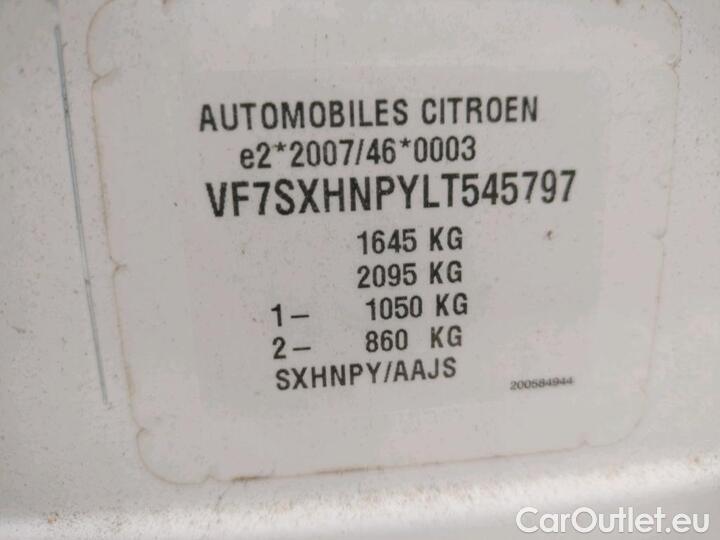 AUTOMOBILES CITROEN
e2*2007/46*0003
VF7SXHNPYLT545797
1645 KG
2095 KG
1– 1050 KG
2– 860 KG
SXHNPY/AAJS
200584944
CarOutlet.eu